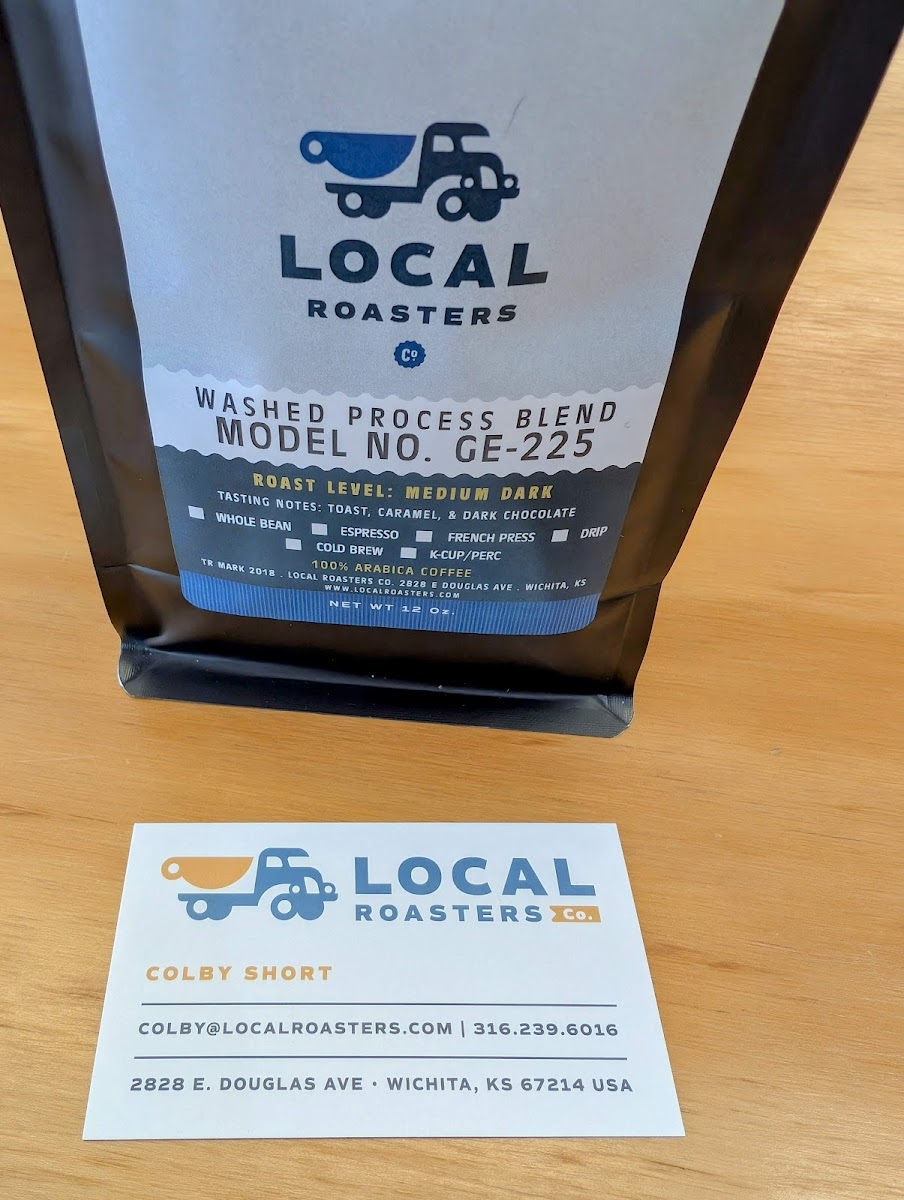 LOCAL
ROASTERS
Co
WASHED PROCESS BLEND
MODEL NO. GE-225
ROAST LEVEL: MEDIUM DARK
TASTING NOTES: TOAST, CARAMEL, & DARK CHOCOLATE
WHOLE BEAN ESPRESSO FRENCH PRESS DRIP
COLD BREW K-CUP/PERC
100% ARABICA COFFEE
TR MARK 2018 . LOCAL ROASTERS CO. 2828 E DOUGLAS AVE . WICHITA, KS
WWW.LOCALROASTERS.COM
NET WT 12 Oz.
LOCAL
ROASTERS Co.
COLBY SHORT
COLBY@LOCALROASTERS.COM | 316.239.6016
2828 E. DOUGLAS AVE • WICHITA, KS 67214 USA